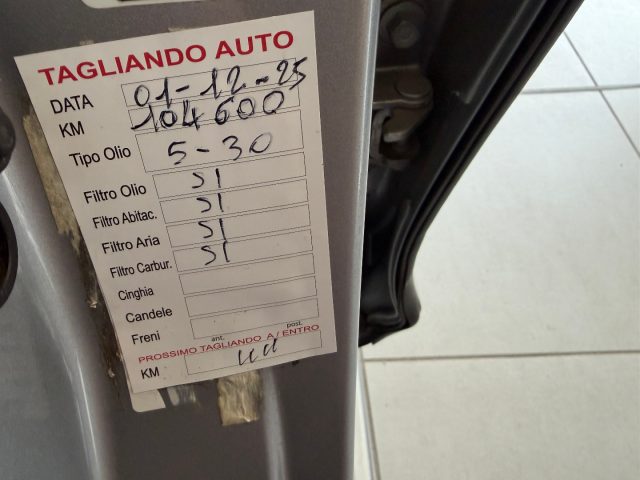 TAGLIANDO AUTO
DATA 01-12-25
KM 104600
Tipo Olio 5-30
Filtro Olio SI
Filtro Abitac. SI
Filtro Aria SI
Filtro Carbur. SI
Cinghia
Candele
Freni ant. post.
PROSSIMO TAGLIANDO A / ENTRO
KM